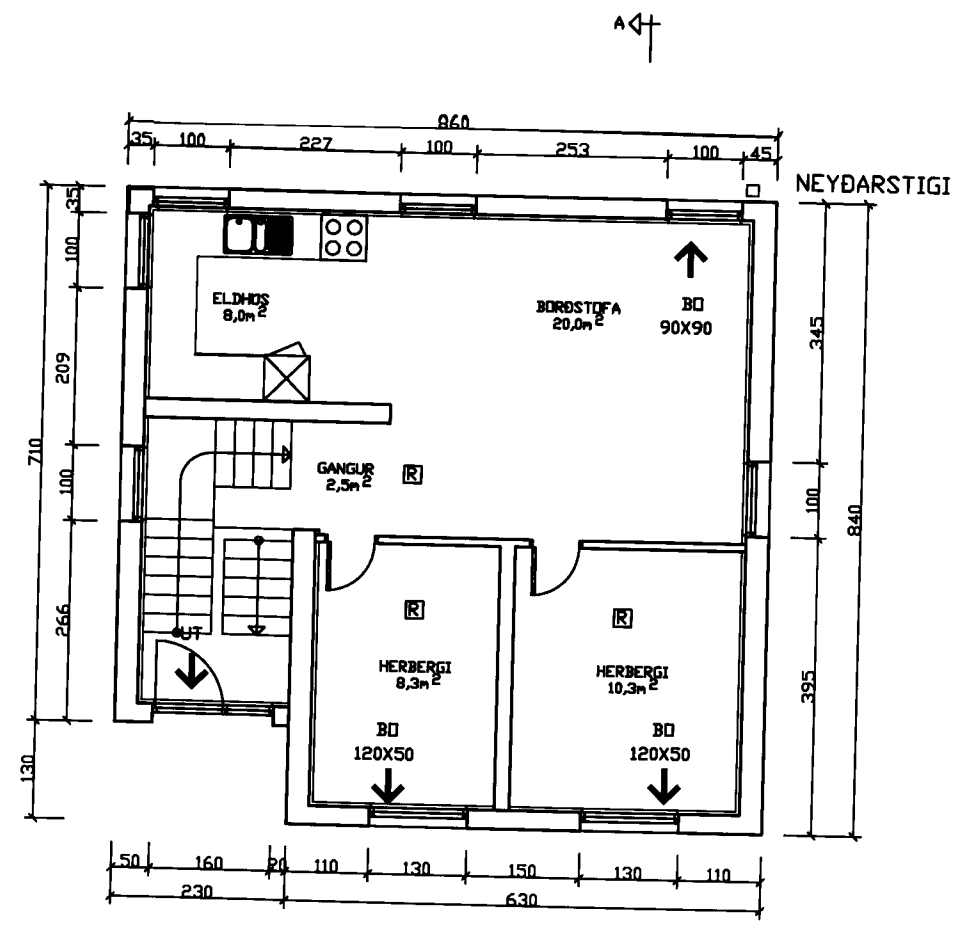 A
860
35 100 227 100 253 100 45
NEYÐARSTIGI
35
100
209
100
266
710
130
ELDHÚS
8,0m²
BORÐSTOFA
20,0m²
BO
90X90
345
100
395
840
GANGUR
2,5m²
R
R
R
ÚT
HERBERGI
8,3m²
HERBERGI
10,3m²
BO
120X50
BO
120X50
50 160 20 110 130 150 130 110
230 630